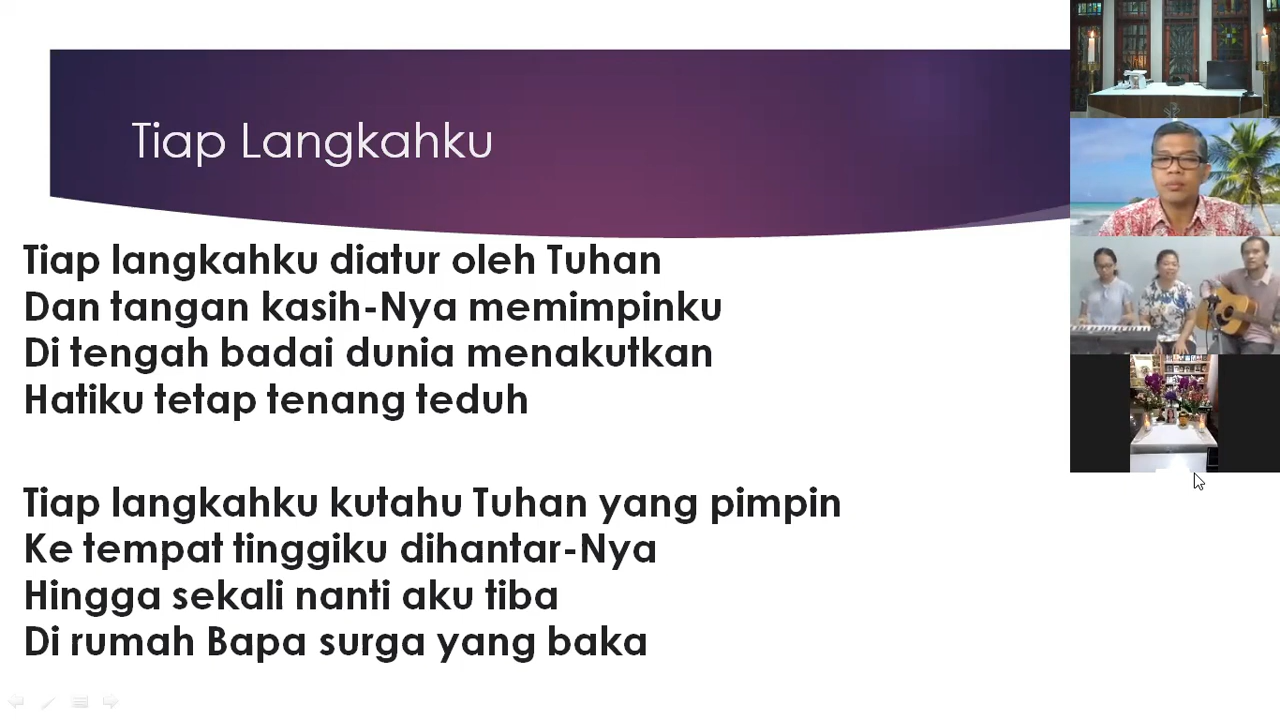 Tiap Langkahku
Tiap langkahku diatur oleh Tuhan
Dan tangan kasih-Nya memimpinku
Di tengah badai dunia menakutkan
Hatiku tetap tenang teduh
Tiap langkahku kutahu Tuhan yang pimpin
Ke tempat tinggiku dihantar-Nya
Hingga sekali nanti aku tiba
Di rumah Bapa surga yang baka